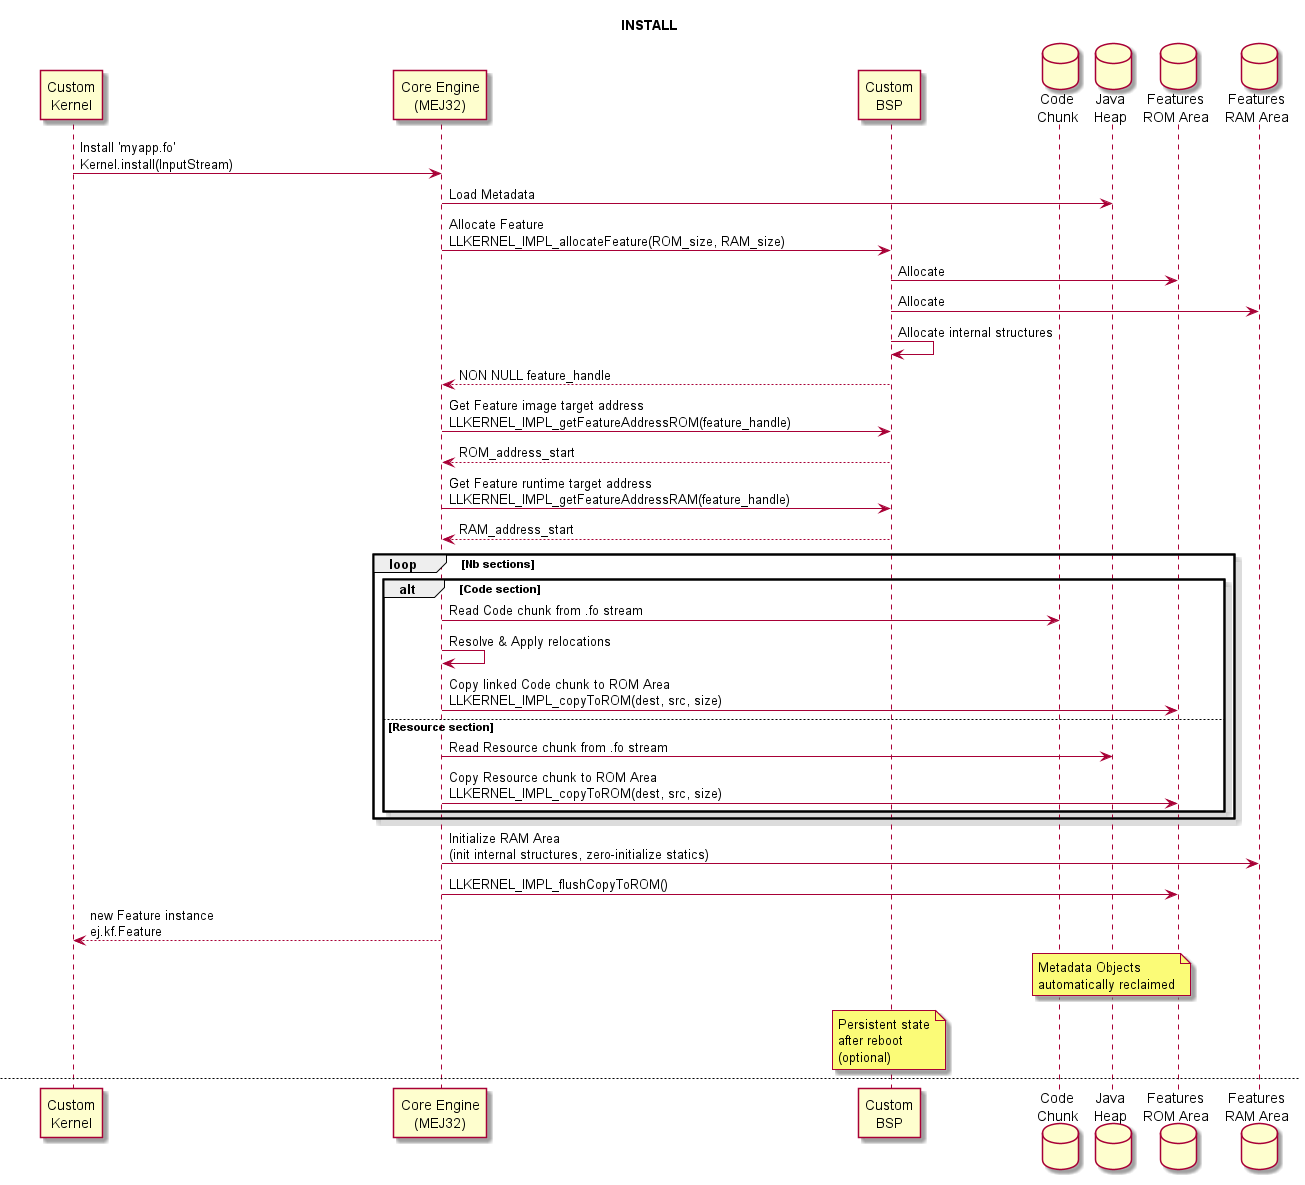 INSTALL
Custom
Kernel
Core Engine
(MEJ32)
Custom
BSP
Code
Chunk
Java
Heap
Features
ROM Area
Features
RAM Area
Install 'myapp.fo'
Kernel.install(InputStream)
Load Metadata
Allocate Feature
LLKERNEL_IMPL_allocateFeature(ROM_size, RAM_size)
Allocate
Allocate
Allocate internal structures
NON NULL feature_handle
Get Feature image target address
LLKERNEL_IMPL_getFeatureAddressROM(feature_handle)
ROM_address_start
Get Feature runtime target address
LLKERNEL_IMPL_getFeatureAddressRAM(feature_handle)
RAM_address_start
loop [Nb sections]
alt [Code section]
Read Code chunk from .fo stream
Resolve & Apply relocations
Copy linked Code chunk to ROM Area
LLKERNEL_IMPL_copyToROM(dest, src, size)
[Resource section]
Read Resource chunk from .fo stream
Copy Resource chunk to ROM Area
LLKERNEL_IMPL_copyToROM(dest, src, size)
Initialize RAM Area
(init internal structures, zero-initialize statics)
LLKERNEL_IMPL_flushCopyToROM()
new Feature instance
ej.kf.Feature
Metadata Objects
automatically reclaimed
Persistent state
after reboot
(optional)
Custom
Kernel
Core Engine
(MEJ32)
Custom
BSP
Code
Chunk
Java
Heap
Features
ROM Area
Features
RAM Area